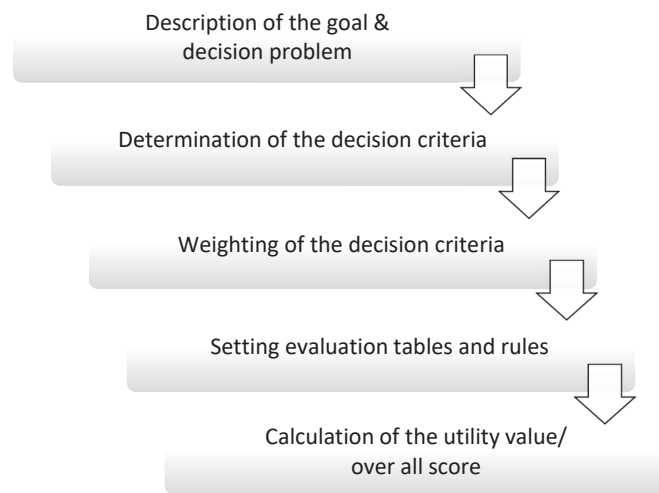 Description of the goal &
decision problem
Determination of the decision criteria
Weighting of the decision criteria
Setting evaluation tables and rules
Calculation of the utility value/
over all score